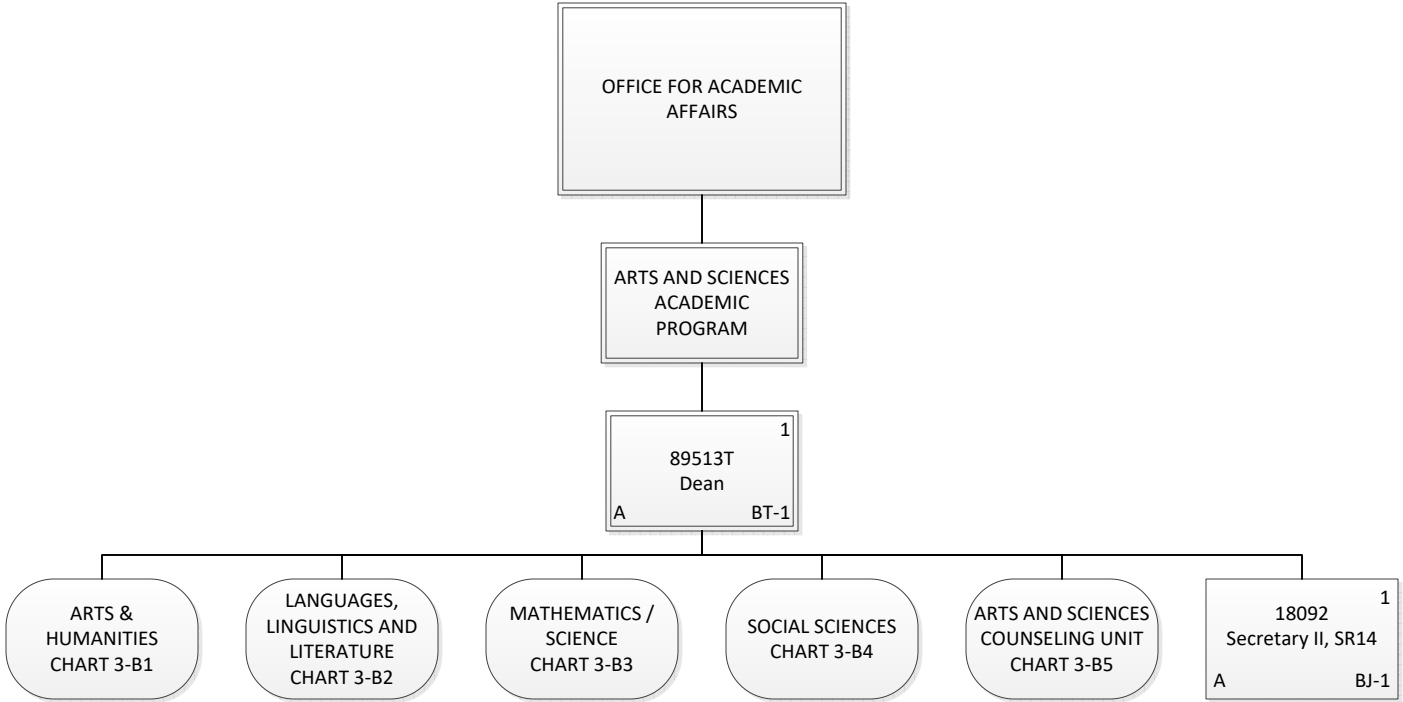 OFFICE FOR ACADEMIC
AFFAIRS
ARTS AND SCIENCES
ACADEMIC
PROGRAM
1
89513T
Dean
A BT-1
ARTS &
HUMANITIES
CHART 3-B1
LANGUAGES,
LINGUISTICS AND
LITERATURE
CHART 3-B2
MATHEMATICS /
SCIENCE
CHART 3-B3
SOCIAL SCIENCES
CHART 3-B4
ARTS AND SCIENCES
COUNSELING UNIT
CHART 3-B5
1
18092
Secretary II, SR14
A BJ-1